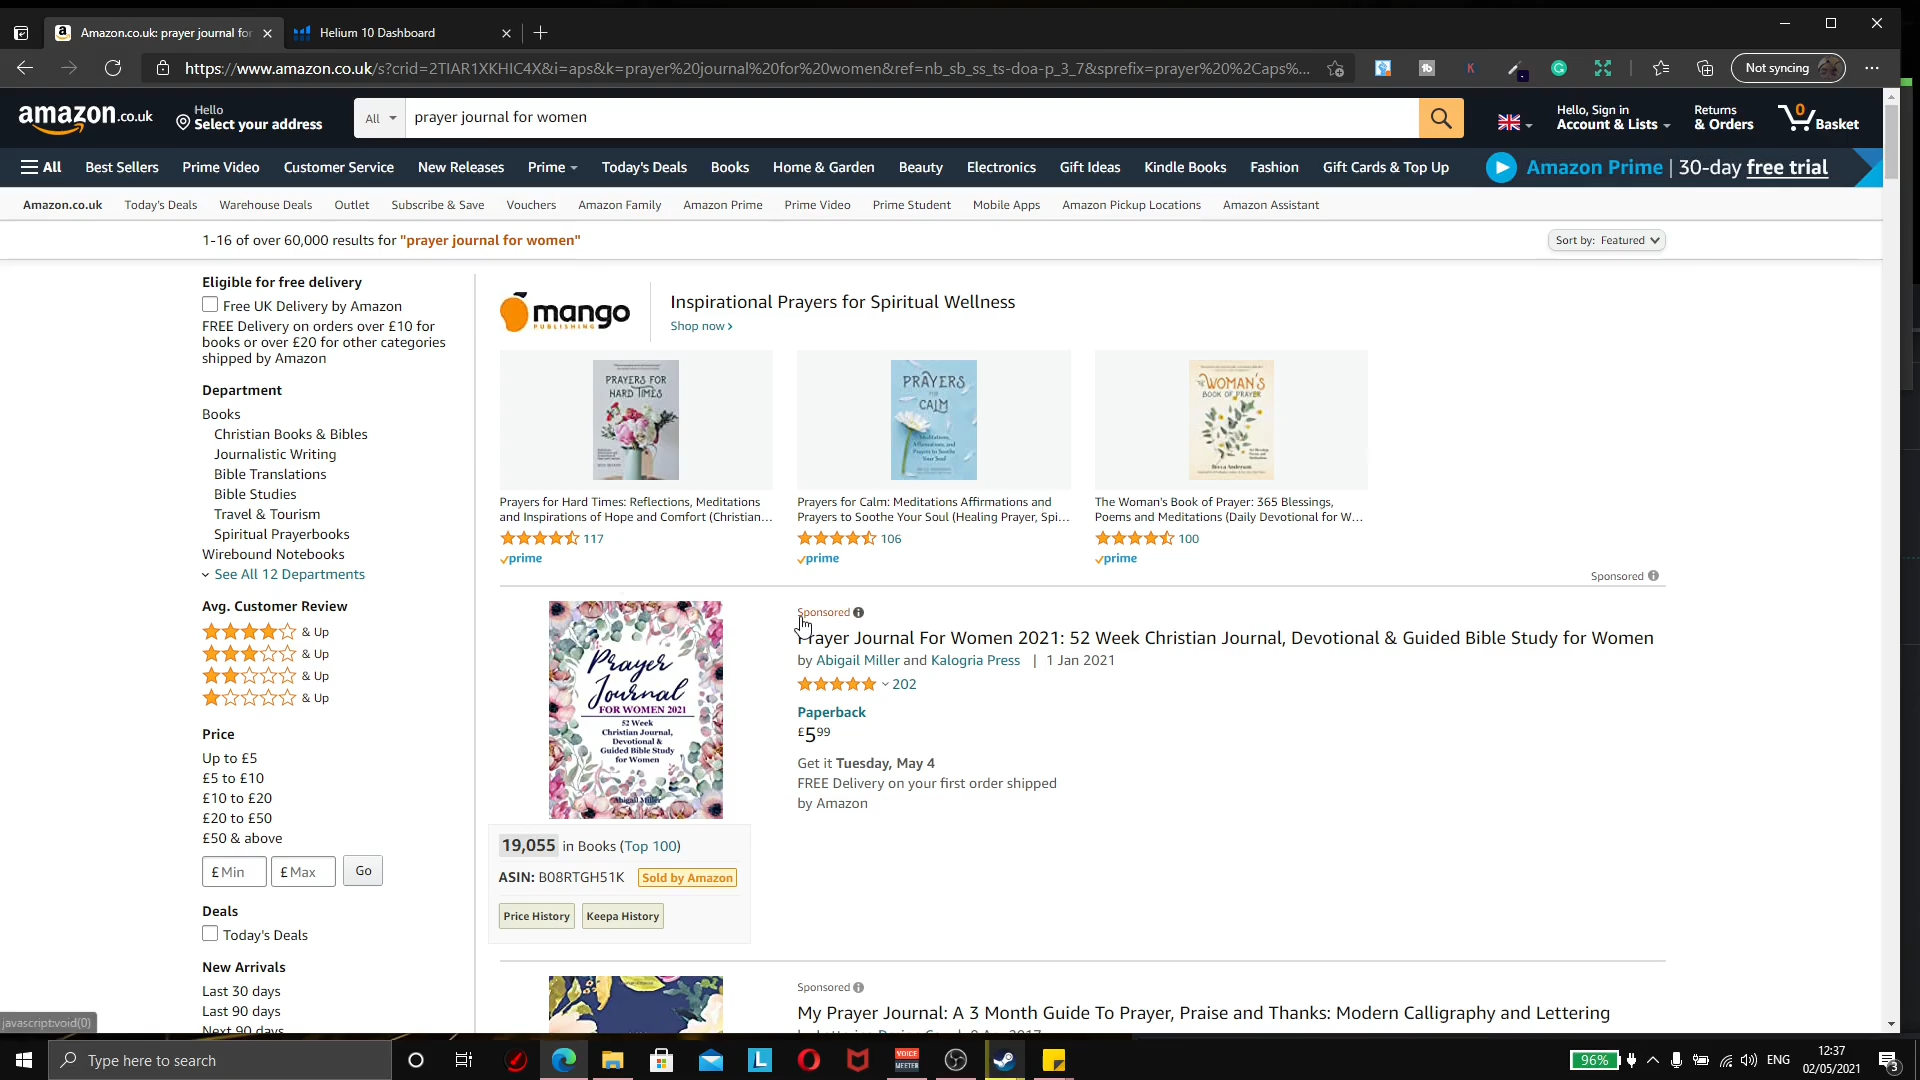 Amazon.co.uk: prayer journal for
Helium 10 Dashboard
https://www.amazon.co.uk/s?crid=2TIAR1XKHIC4X&i=aps&k=prayer%20journal%20for%20women&ref=nb_sb_ss_ts-doa-p_3_7&sprefix=prayer%20%2Caps%...
Not syncing
amazon.co.uk
Hello
Select your address
All
prayer journal for women
Hello, Sign in
Account & Lists
Returns
& Orders
0
Basket
All Best Sellers Prime Video Customer Service New Releases Prime Today's Deals Books Home & Garden Beauty Electronics Gift Ideas Kindle Books Fashion Gift Cards & Top Up
Amazon Prime | 30-day free trial
Amazon.co.uk Today's Deals Warehouse Deals Outlet Subscribe & Save Vouchers Amazon Family Amazon Prime Prime Video Prime Student Mobile Apps Amazon Pickup Locations Amazon Assistant
1-16 of over 60,000 results for "prayer journal for women"
Sort by: Featured
Eligible for free delivery
Free UK Delivery by Amazon
FREE Delivery on orders over £10 for
books or over £20 for other categories
shipped by Amazon
Department
Books
Christian Books & Bibles
Journalistic Writing
Bible Translations
Bible Studies
Travel & Tourism
Spiritual Prayerbooks
Wirebound Notebooks
See All 12 Departments
Avg. Customer Review
& Up
& Up
& Up
& Up
Price
Up to £5
£5 to £10
£10 to £20
£20 to £50
£50 & above
£ Min
£ Max
Go
Deals
Today's Deals
New Arrivals
Last 30 days
Last 90 days
Next 90 days
mango
PUBLISHING
Inspirational Prayers for Spiritual Wellness
Shop now ›
PRAYERS FOR
HARD TIMES
PRAYERS
CALM
THE WOMAN'S
BOOK OF PRAYER
Becca Anderson
Prayers for Hard Times: Reflections, Meditations
and Inspirations of Hope and Comfort (Christian...
117
prime
Prayers for Calm: Meditations Affirmations and
Prayers to Soothe Your Soul (Healing Prayer, Spi...
106
prime
The Woman's Book of Prayer: 365 Blessings,
Poems and Meditations (Daily Devotional for W...
100
prime
Sponsored
Prayer
Journal
FOR WOMEN 2021
52 Week
Christian Journal,
Devotional &
Guided Bible Study
for Women
Abigail Miller
Sponsored
Prayer Journal For Women 2021: 52 Week Christian Journal, Devotional & Guided Bible Study for Women
by Abigail Miller and Kalogria Press | 1 Jan 2021
202
Paperback
£5.99
Get it Tuesday, May 4
FREE Delivery on your first order shipped
by Amazon
19,055 in Books (Top 100)
ASIN: B08RTGH51K Sold by Amazon
Price History
Keepa History
Sponsored
My Prayer Journal: A 3 Month Guide To Prayer, Praise and Thanks: Modern Calligraphy and Lettering
javascript:void(0)
Type here to search
VOICE
MEETER
96%
ENG
12:37
02/05/2021
3